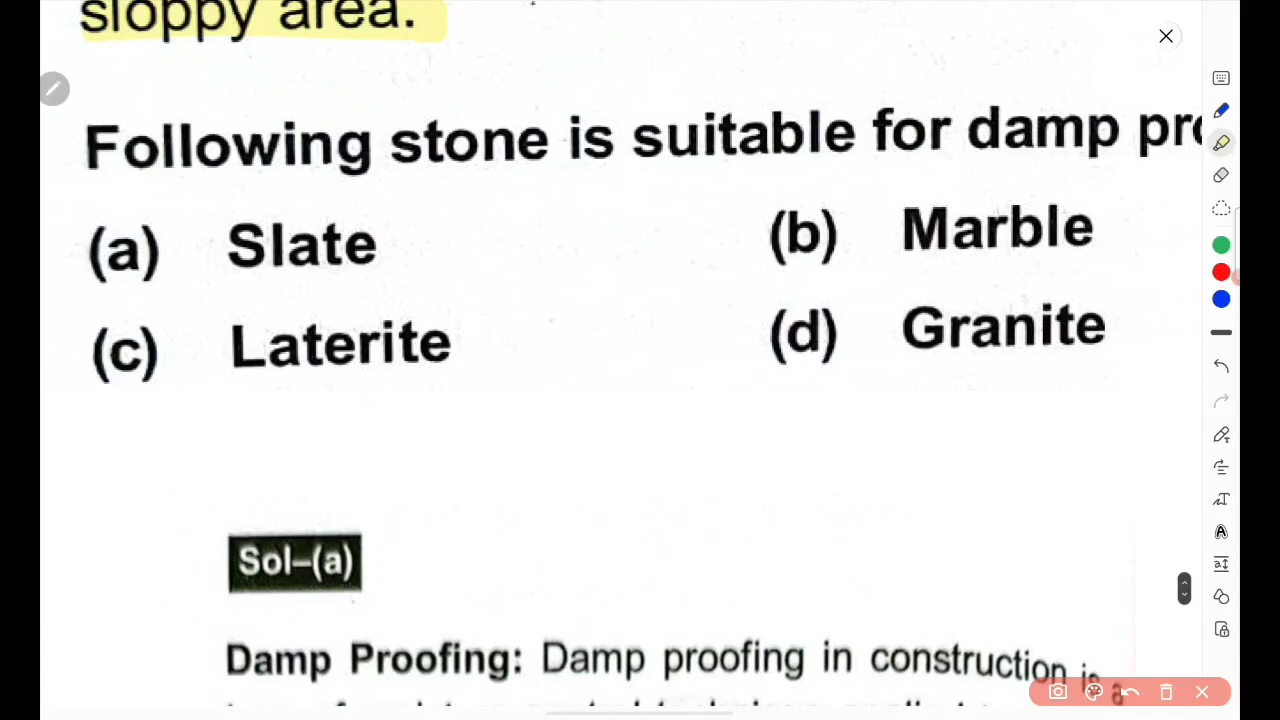 sloppy area.
Following stone is suitable for damp
(a) Slate (b) Marble
(c) Laterite (d) Granite
Sol–(a)
Damp Proofing: Damp proofing in construction is a